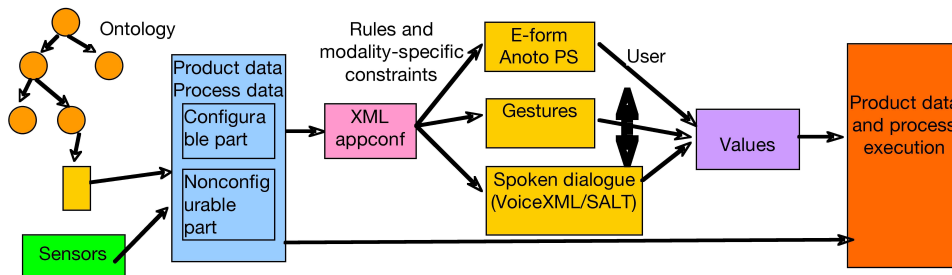 Ontology
Product data
Process data
Configura
ble part
Nonconfig
urable
part
Sensors
Rules and
modality-specific
constraints
XML
appconf
E-form
Anoto PS
Gestures
Spoken dialogue
(VoiceXML/SALT)
User
Values
Product data
and process
execution